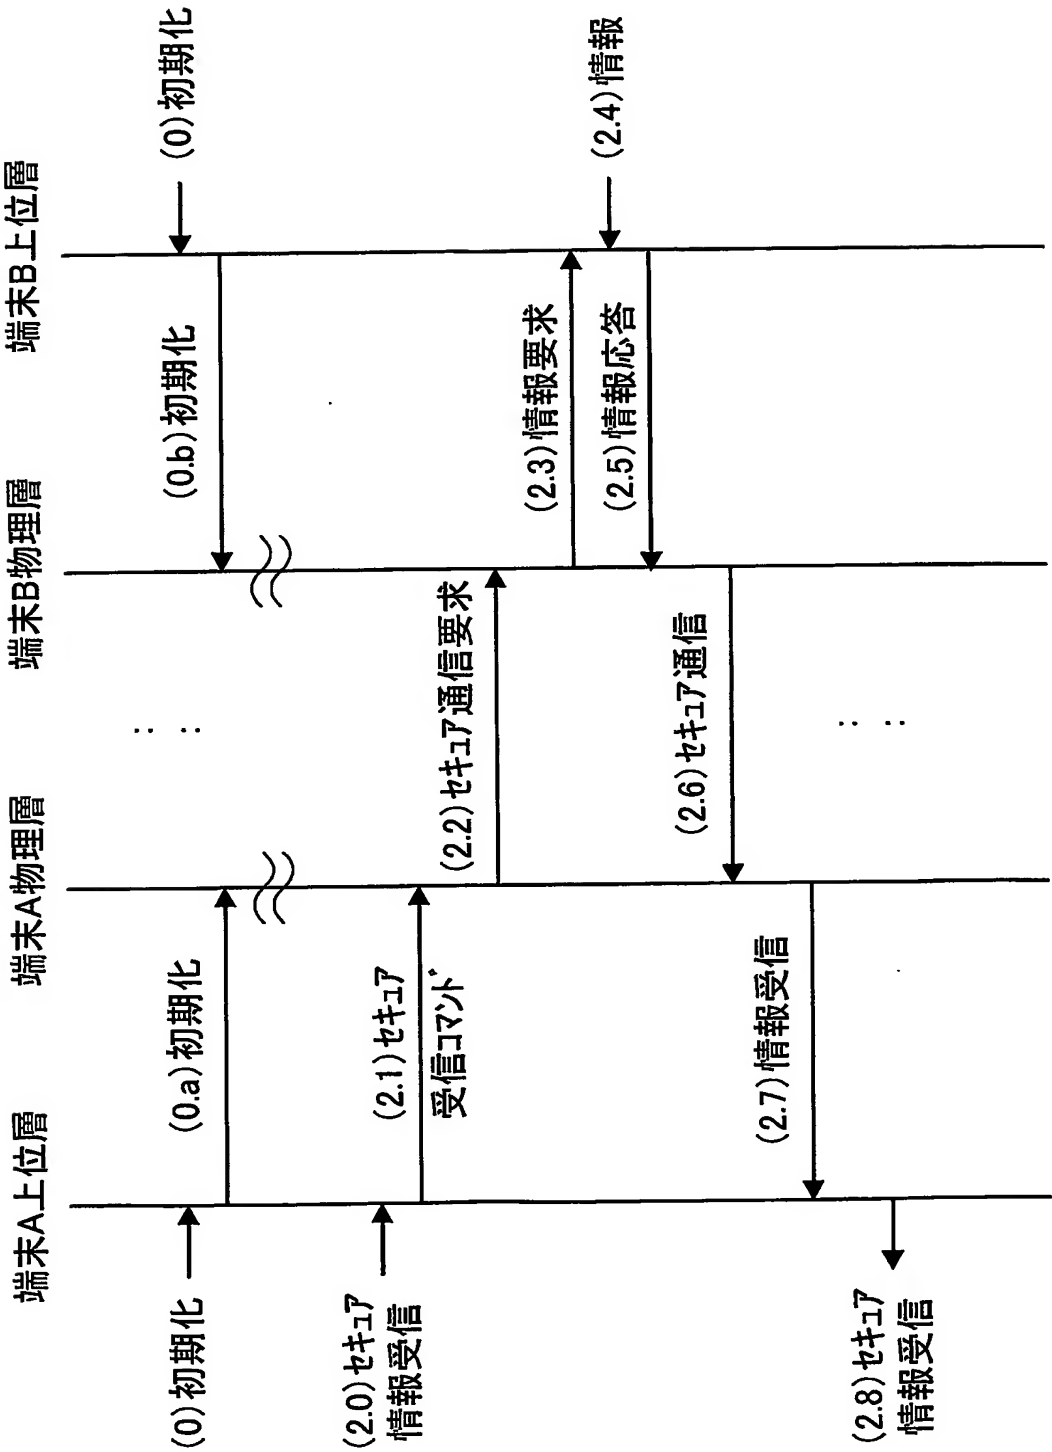 端末A上位層
端末A物理層
端末B物理層
端末B上位層
(0)初期化
(0.a)初期化
(0.b)初期化
(0)初期化
(2.0)セキュア
情報受信
(2.1)セキュア
受信コマンド
(2.2)セキュア通信要求
(2.3)情報要求
(2.4)情報
(2.5)情報応答
(2.6)セキュア通信
(2.7)情報受信
(2.8)セキュア
情報受信